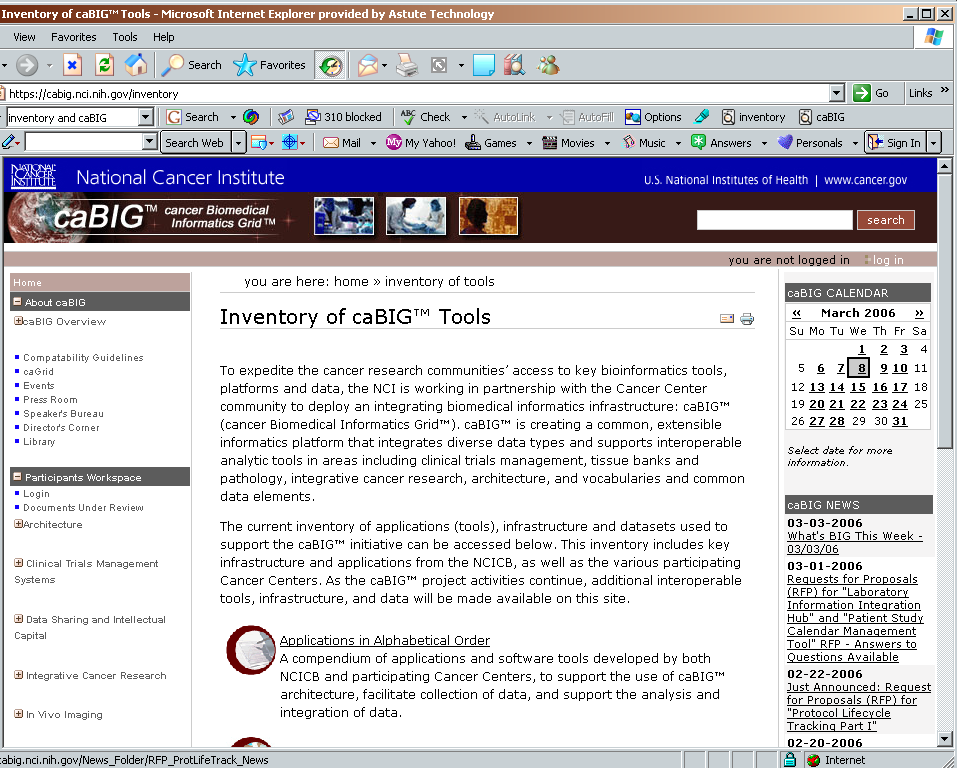 Inventory of caBIG™ Tools - Microsoft Internet Explorer provided by Astute Technology
View Favorites Tools Help
Search Favorites
https://cabig.nci.nih.gov/inventory Go Links »
inventory and caBIG Search 310 blocked Check AutoLink AutoFill Options inventory caBIG
Search Web Mail My Yahoo! Games Movies Music Answers Personals Sign In
NATIONAL CANCER INSTITUTE National Cancer Institute U.S. National Institutes of Health | www.cancer.gov
caBIG™ cancer Biomedical
Informatics Grid™
search
you are not logged in log in
Home
About caBIG
caBIG Overview
Compatability Guidelines
caGrid
Events
Press Room
Speaker's Bureau
Director's Corner
Library
Participants Workspace
Login
Documents Under Review
Architecture
Clinical Trials Management
Systems
Data Sharing and Intellectual
Capital
Integrative Cancer Research
In Vivo Imaging
you are here: home » inventory of tools
Inventory of caBIG™ Tools
To expedite the cancer research communities’ access to key bioinformatics tools,
platforms and data, the NCI is working in partnership with the Cancer Center
community to deploy an integrating biomedical informatics infrastructure: caBIG™
(cancer Biomedical Informatics Grid™). caBIG™ is creating a common, extensible
informatics platform that integrates diverse data types and supports interoperable
analytic tools in areas including clinical trials management, tissue banks and
pathology, integrative cancer research, architecture, and vocabularies and common
data elements.
The current inventory of applications (tools), infrastructure and datasets used to
support the caBIG™ initiative can be accessed below. This inventory includes key
infrastructure and applications from the NCICB, as well as the various participating
Cancer Centers. As the caBIG™ project activities continue, additional interoperable
tools, infrastructure, and data will be made available on this site.
Applications in Alphabetical Order
A compendium of applications and software tools developed by both
NCICB and participating Cancer Centers, to support the use of caBIG™
architecture, facilitate collection of data, and support the analysis and
integration of data.
caBIG CALENDAR
« March 2006 »
Su Mo Tu We Th Fr Sa
1 2 3 4
5 6 7 8 9 10 11
12 13 14 15 16 17 18
19 20 21 22 23 24 25
26 27 28 29 30 31
Select date for more
information.
caBIG NEWS
03-03-2006
What's BIG This Week -
03/03/06
03-01-2006
Requests for Proposals
(RFP) for "Laboratory
Information Integration
Hub" and "Patient Study
Calendar Management
Tool" RFP - Answers to
Questions Available
02-22-2006
Just Announced: Request
for Proposals (RFP) for
"Protocol Lifecycle
Tracking Part I"
02-20-2006
cabig.nci.nih.gov/News_Folder/RFP_ProtLifeTrack_News Internet